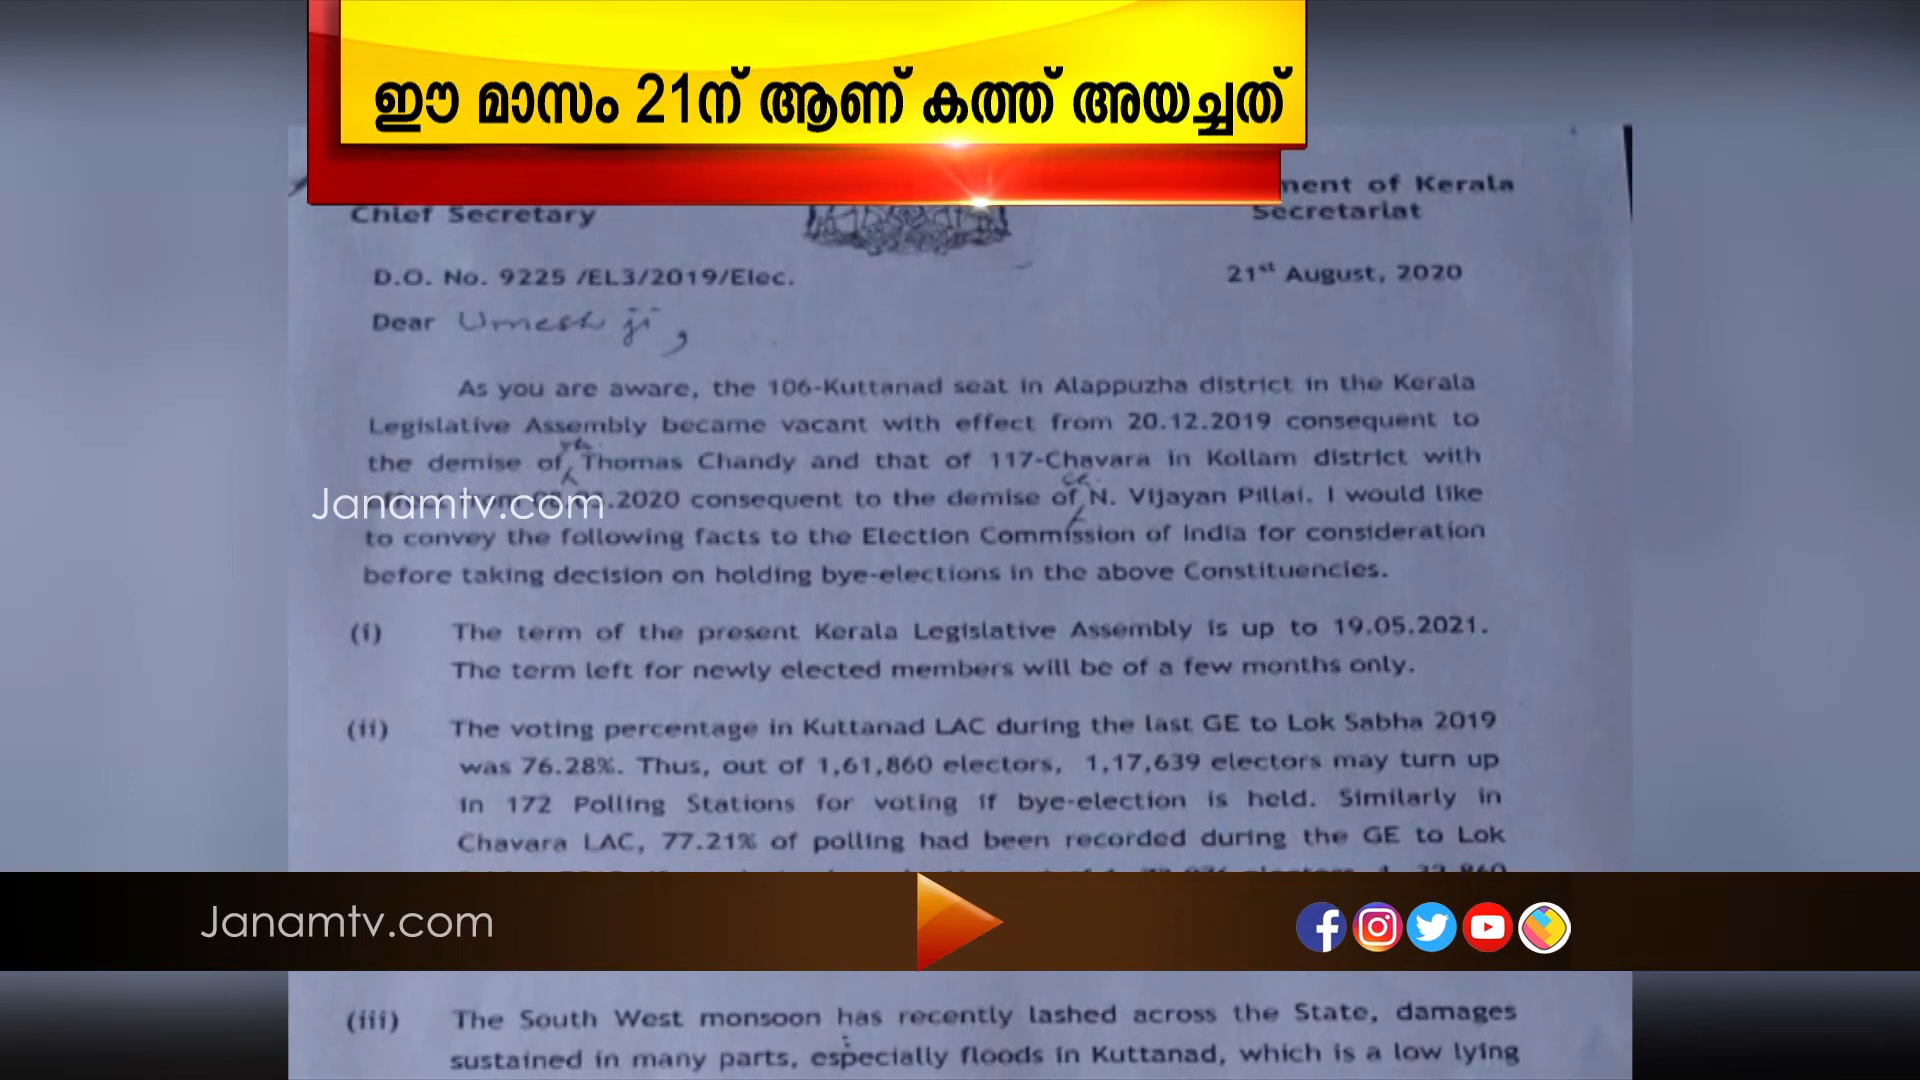 ഈ മാസം 21ന് ആണ് കത്ത് അയച്ചത്
of Kerala
Chief Secretary
Secretariat
D.O. No. 9225 /EL3/2019/Elec.
21st August, 2020
Dear Umesh ji,
As you are aware, the 106-Kuttanad seat in Alappuzha district in the Kerala
Legislative Assembly became vacant with effect from 20.12.2019 consequent to
the demise of Thomas Chandy and that of 117-Chavara in Kollam district with
Janamtv.com
.2020 consequent to the demise of N. Vijayan Pillai. I would like
to convey the following facts to the Election Commission of India for consideration
before taking decision on holding bye-elections in the above Constituencies.
(i) The term of the present Kerala Legislative Assembly is up to 19.05.2021.
The term left for newly elected members will be of a few months only.
(ii) The voting percentage in Kuttanad LAC during the last GE to Lok Sabha 2019
was 76.28%. Thus, out of 1,61,860 electors, 1,17,639 electors may turn up
in 172 Polling Stations for voting if bye-election is held. Similarly in
Chavara LAC, 77.21% of polling had been recorded during the GE to Lok
Janamtv.com
(iii) The South West monsoon has recently lashed across the State, damages
sustained in many parts, especially floods in Kuttanad, which is a low lying